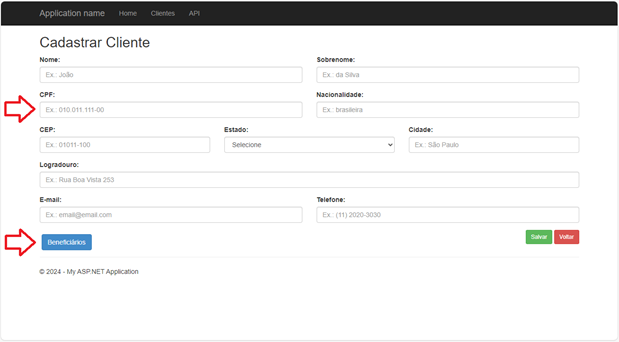 Application name Home Clientes API
Cadastrar Cliente
Nome: Sobrenome:
Ex.: João Ex.: da Silva
CPF: Nacionalidade:
Ex.: 010.011.111-00 Ex.: brasileira
CEP: Estado: Cidade:
Ex.: 01011-100 Selecione Ex.: São Paulo
Logradouro:
Ex.: Rua Boa Vista 253
E-mail: Telefone:
Ex.: email@email.com Ex.: (11) 2020-3030
Beneficiários Salvar Voltar
© 2024 - My ASP.NET Application